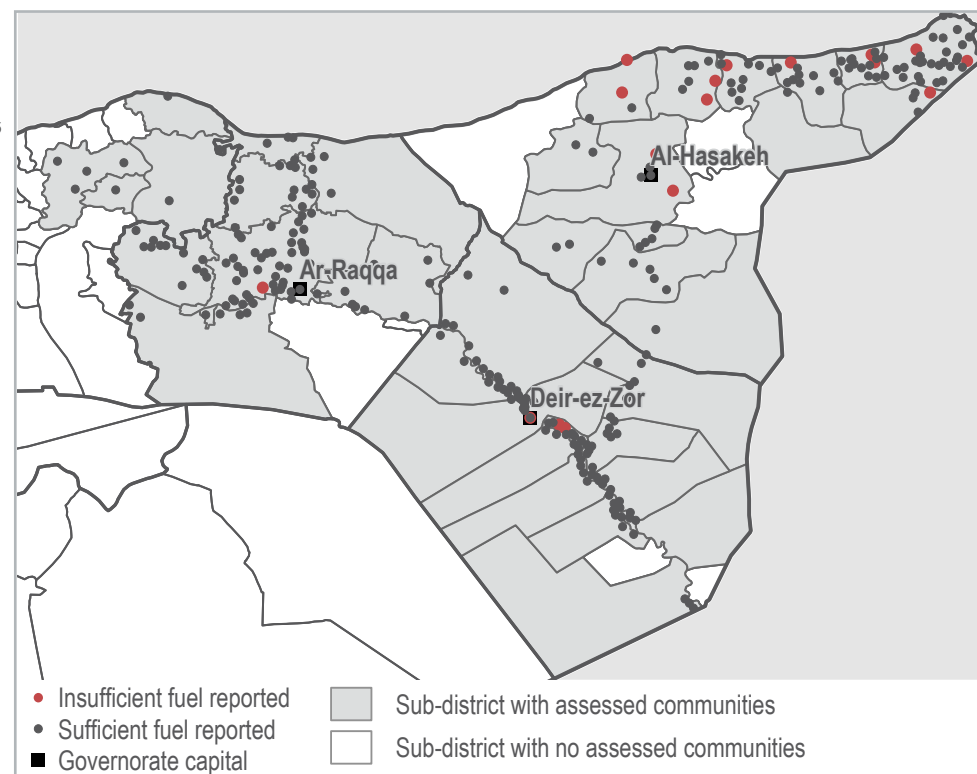 Al-Hasakeh
Ar-Raqqa
Deir-ez-Zor
Insufficient fuel reported
Sufficient fuel reported
Governorate capital
Sub-district with assessed communities
Sub-district with no assessed communities